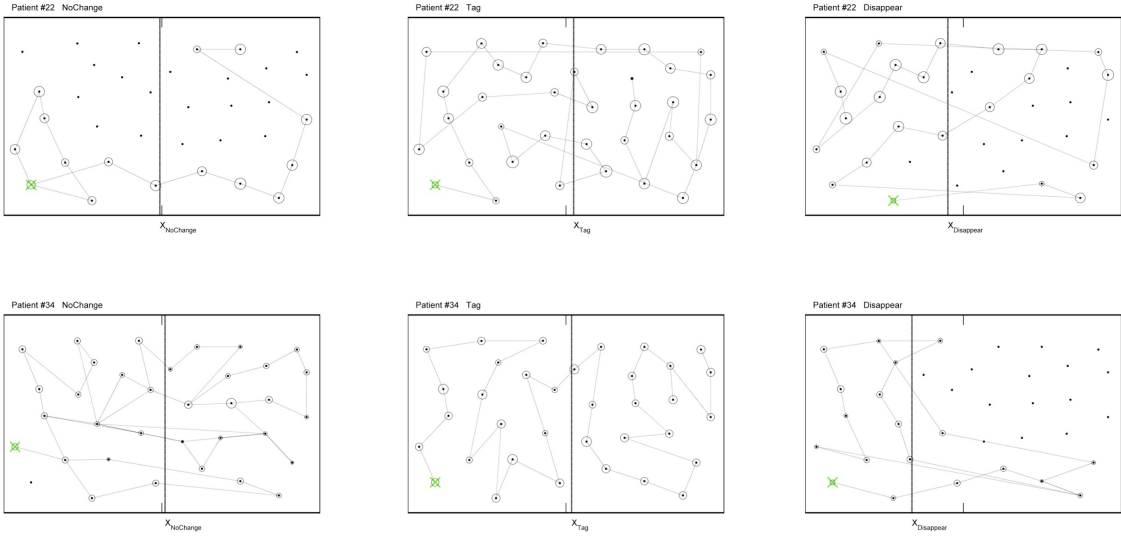 Patient #22 NoChange
Patient #22 Tag
Patient #22 Disappear
X_NoChange
X_Tag
X_Disappear
Patient #34 NoChange
Patient #34 Tag
Patient #34 Disappear
X_NoChange
X_Tag
X_Disappear